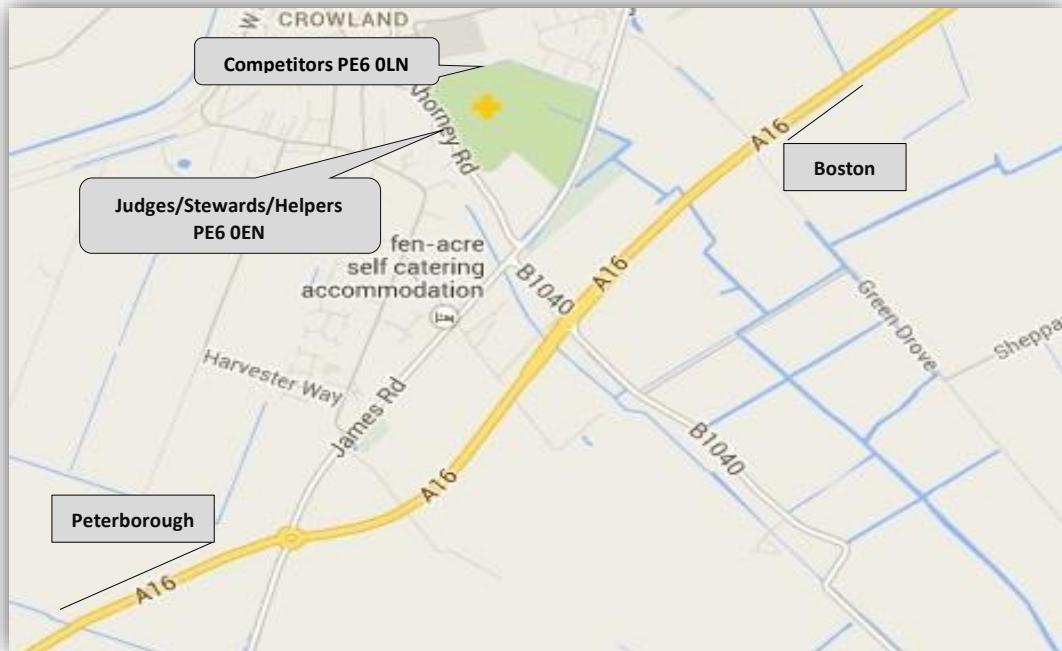 CROWLAND
Competitors PE6 0LN
Thorney Rd
Judges/Stewards/Helpers
PE6 0EN
A16
Boston
fen-acre
self catering
accommodation
B1040
A16
Green Drove
Harvester Way
James Rd
B1040
A16
Peterborough
A16